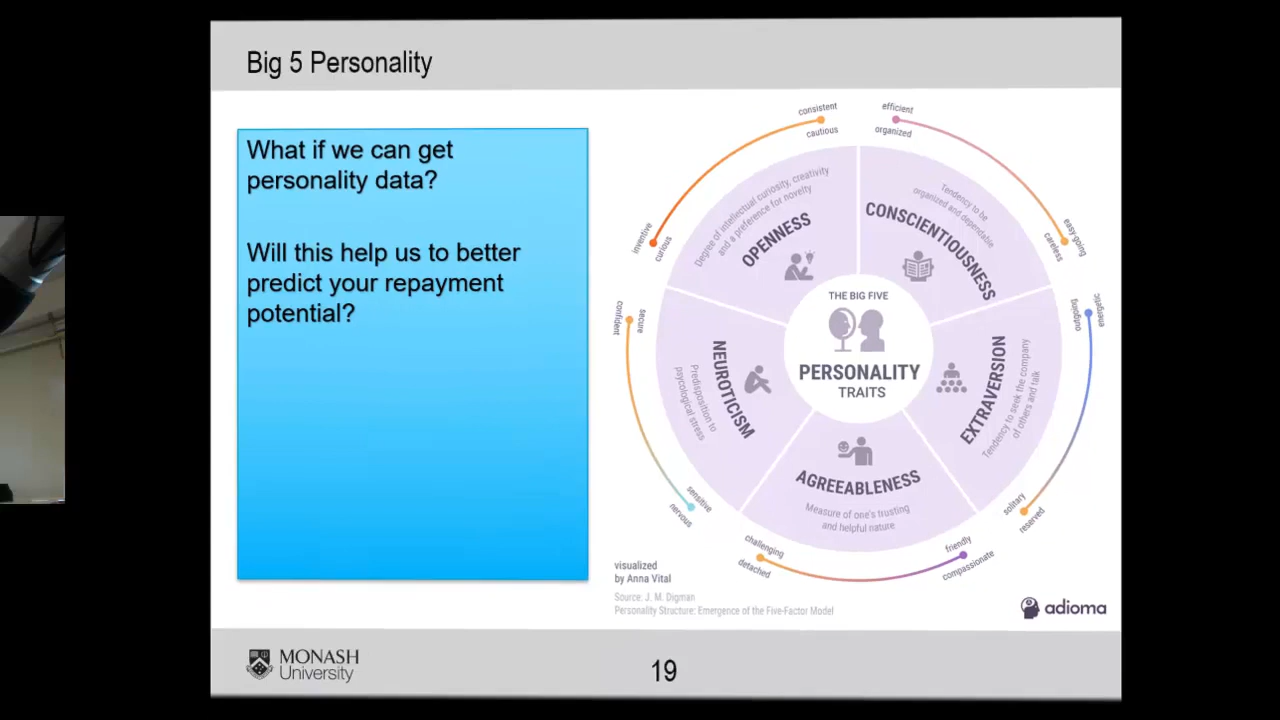 Big 5 Personality
What if we can get
personality data?
Will this help us to better
predict your repayment
potential?
consistent
cautious
inventive
curious
Degree of intellectual curiosity, creativity
and a preference for novelty
OPENNESS
efficient
organized
easy-going
careless
Tendency to be
organized and dependable
CONSCIENTIOUSNESS
THE BIG FIVE
PERSONALITY
TRAITS
confident
secure
sensitive
nervous
NEUROTICISM
Predisposition to
psycological stress
energetic
outgoing
solitary
reserved
EXTRAVERSION
Tendency to seek the company
of others and talk
AGREEABLENESS
Measure of one's trusting
and helpful nature
challenging
detached
friendly
compassionate
visualized
by Anna Vital
Source: J. M. Digman
Personality Structure: Emergence of the Five-Factor Model
adioma
MONASH
University
19